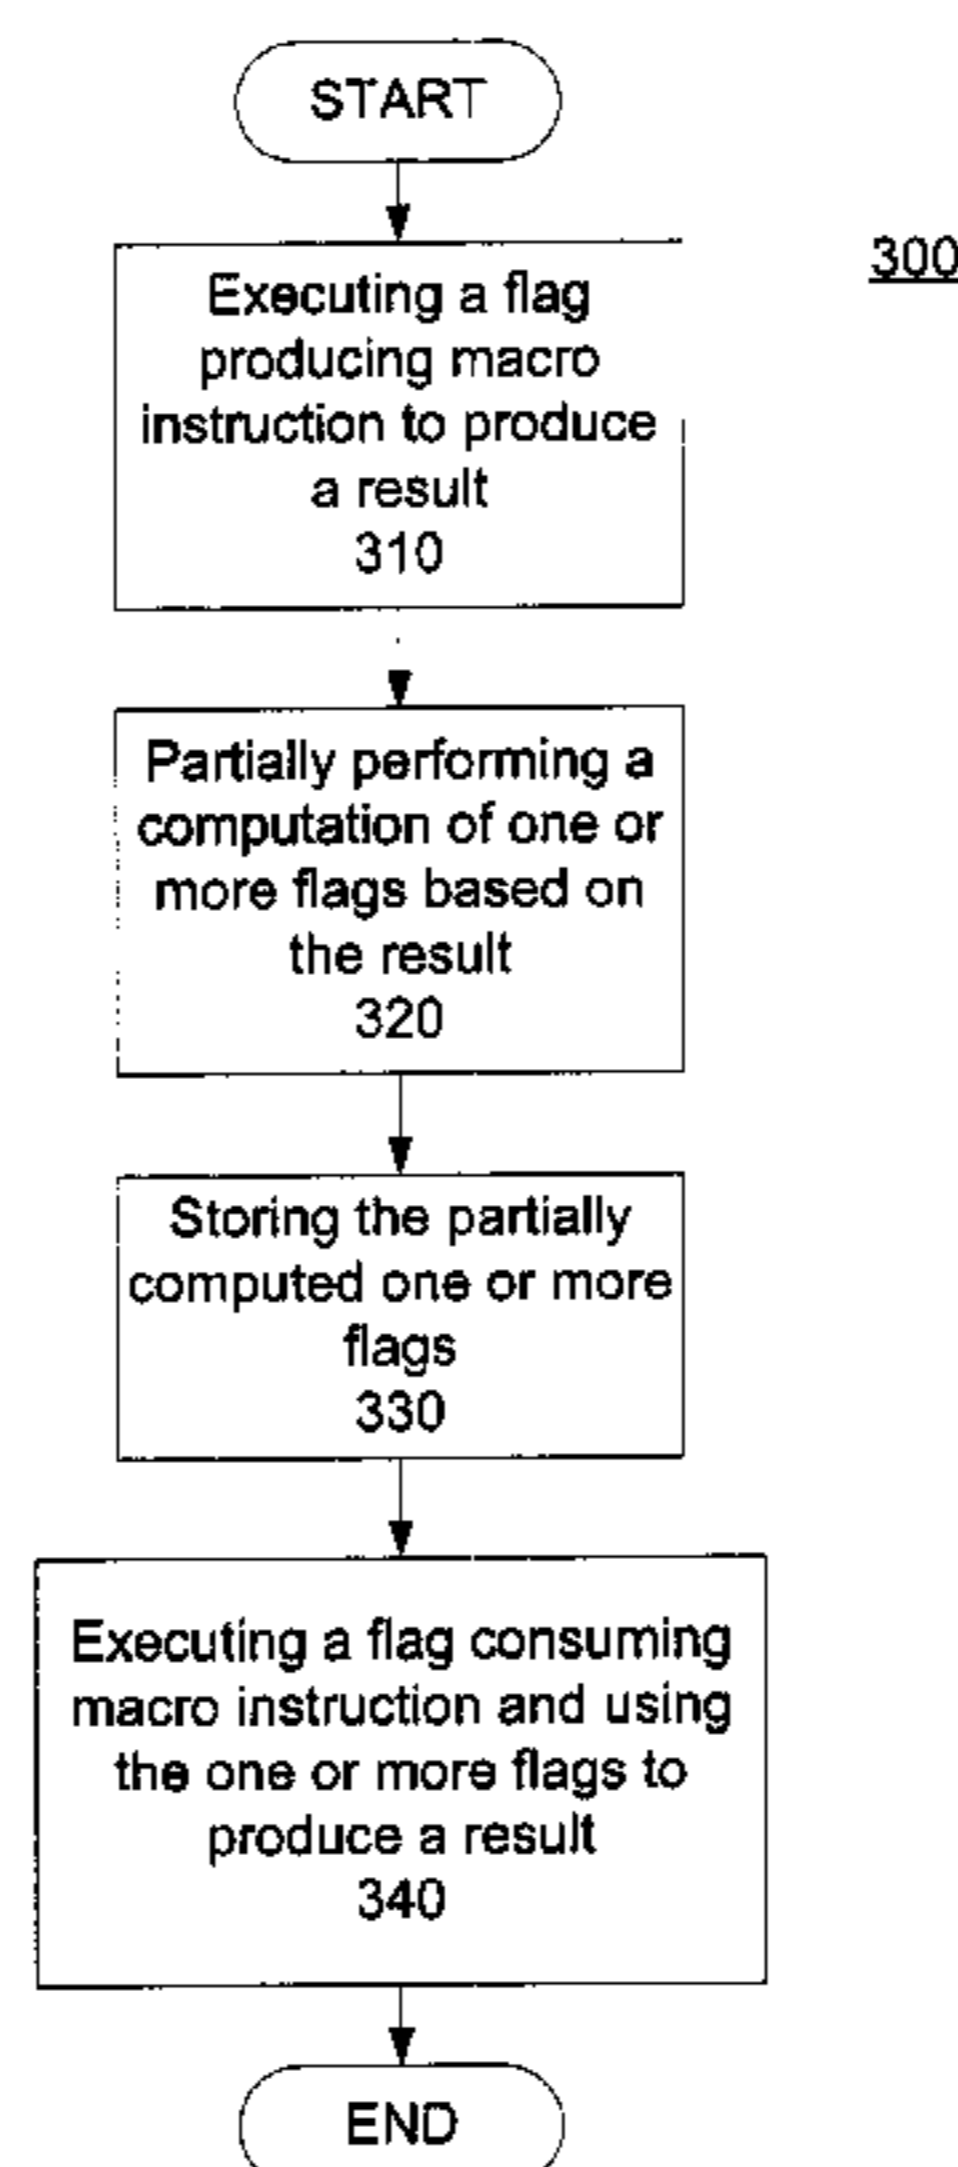 START
300
Executing a flag
producing macro
instruction to produce
a result
310
Partially performing a
computation of one or
more flags based on
the result
320
Storing the partially
computed one or more
flags
330
Executing a flag consuming
macro instruction and using
the one or more flags to
produce a result
340
END